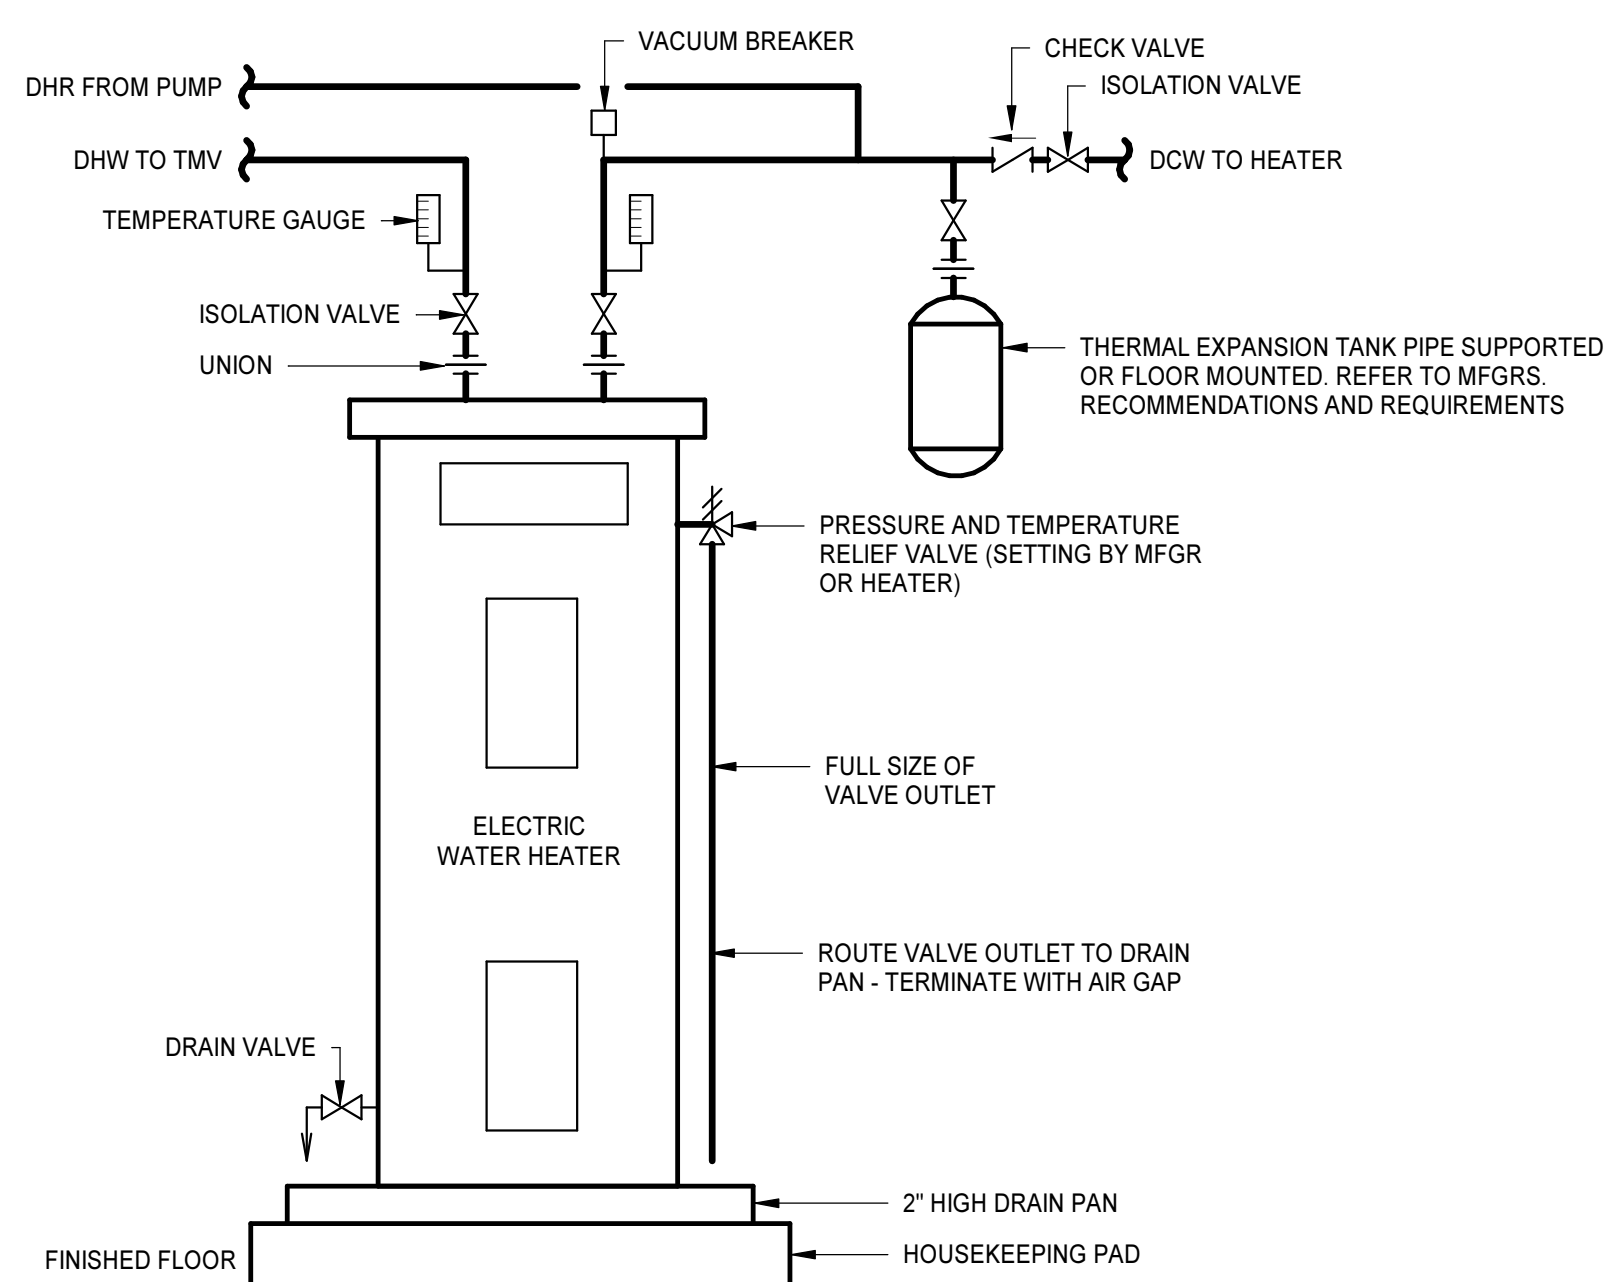 VACUUM BREAKER
CHECK VALVE
DHR FROM PUMP
ISOLATION VALVE
DHW TO TMV
DCW TO HEATER
TEMPERATURE GAUGE
ISOLATION VALVE
THERMAL EXPANSION TANK PIPE SUPPORTED
OR FLOOR MOUNTED. REFER TO MFGRS.
RECOMMENDATIONS AND REQUIREMENTS
UNION
PRESSURE AND TEMPERATURE
RELIEF VALVE (SETTING BY MFGR
OR HEATER)
FULL SIZE OF
VALVE OUTLET
ELECTRIC
WATER HEATER
ROUTE VALVE OUTLET TO DRAIN
PAN - TERMINATE WITH AIR GAP
DRAIN VALVE
2" HIGH DRAIN PAN
FINISHED FLOOR
HOUSEKEEPING PAD